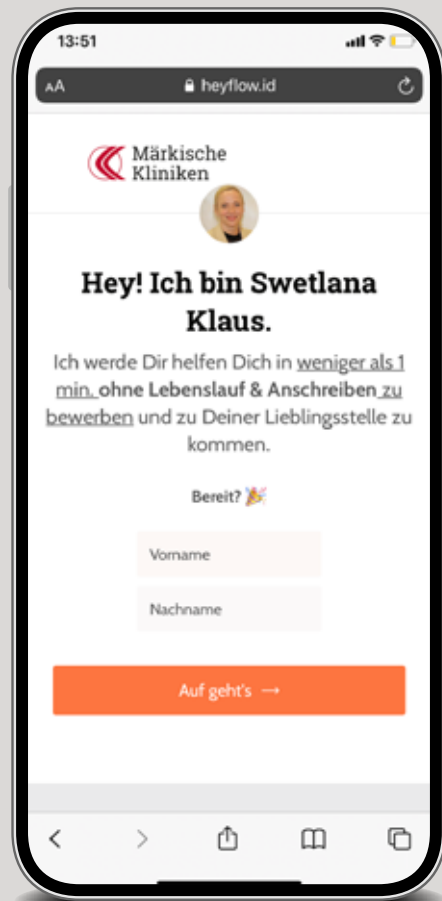 13:51
AA heyflow.id
Märkische
Kliniken
Hey! Ich bin Swetlana
Klaus.
Ich werde Dir helfen Dich in weniger als 1
min. ohne Lebenslauf & Anschreiben zu
bewerben und zu Deiner Lieblingsstelle zu
kommen.
Bereit? 🎉
Vorname
Nachname
Auf geht's →